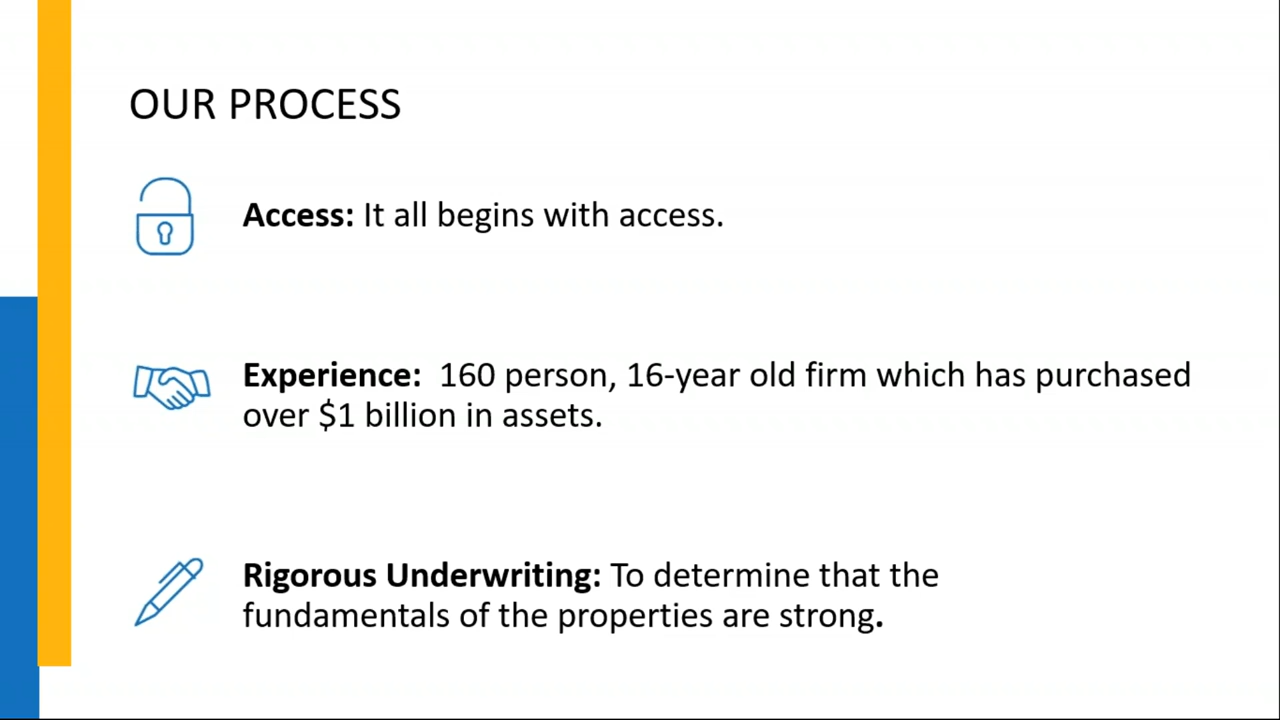 OUR PROCESS
Access: It all begins with access.
Experience:  160 person, 16-year old firm which has purchased
over $1 billion in assets.
Rigorous Underwriting: To determine that the
fundamentals of the properties are strong.